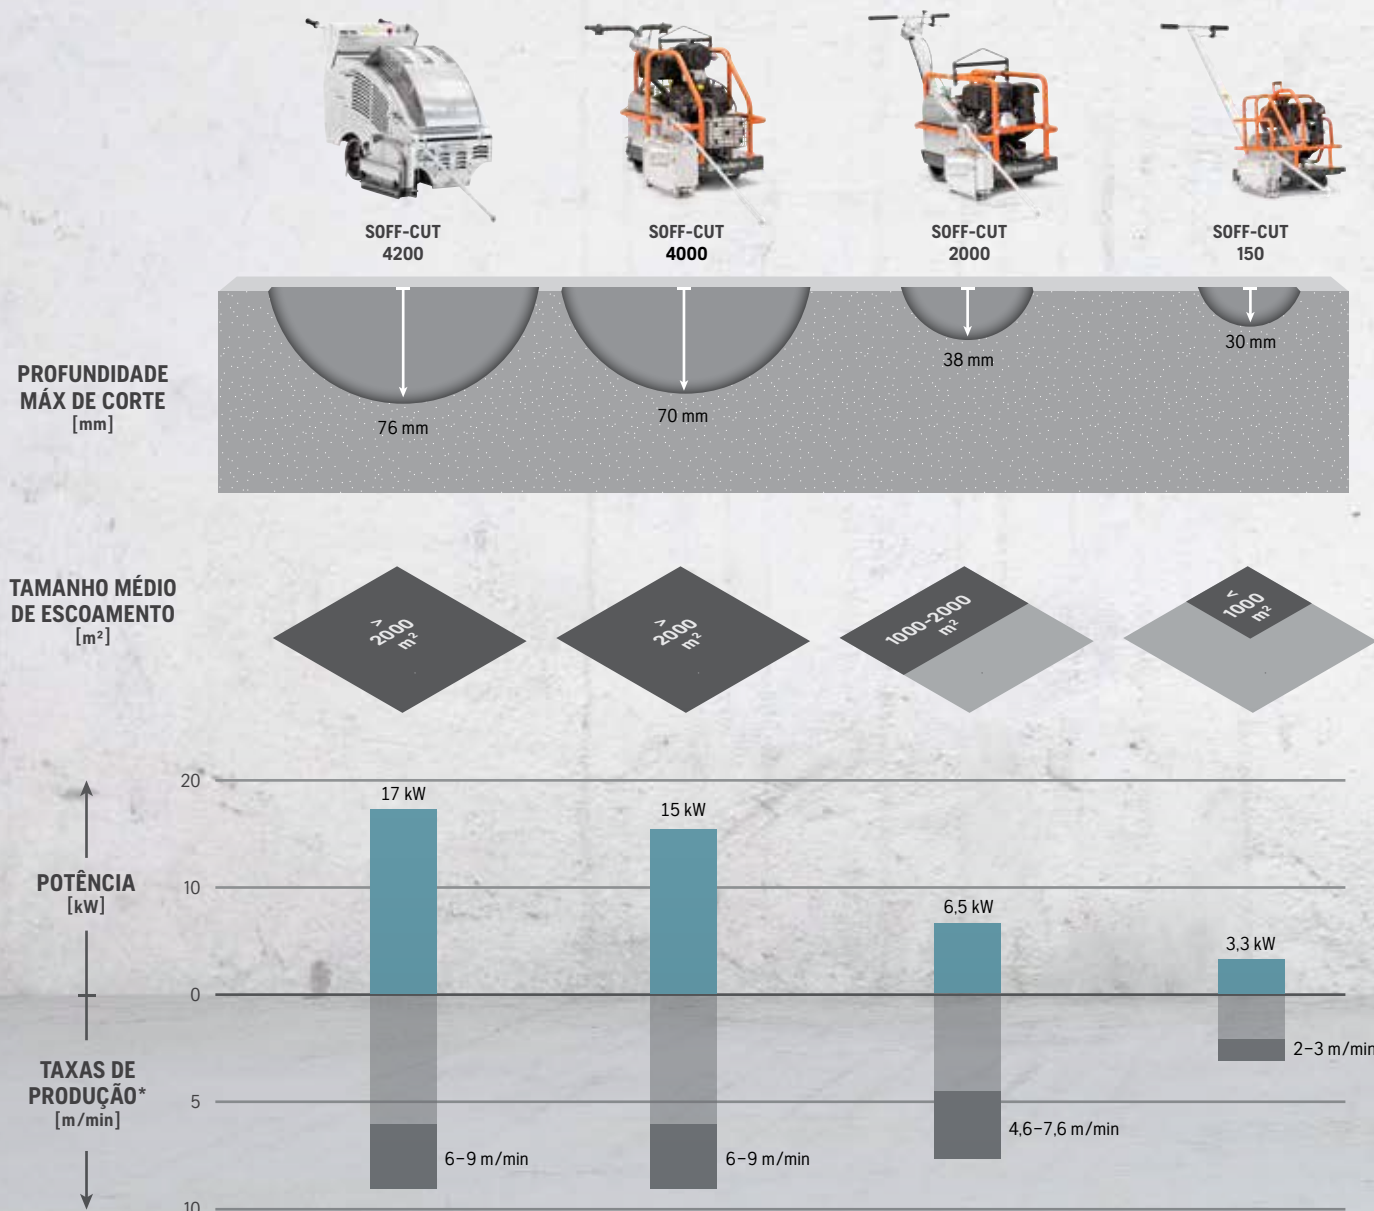 SOFF-CUT
4200
SOFF-CUT
4000
SOFF-CUT
2000
SOFF-CUT
150
PROFUNDIDADE
MÁX DE CORTE
[mm]
76 mm
70 mm
38 mm
30 mm
TAMANHO MÉDIO
DE ESCOAMENTO
[m²]
>
2000
m²
>
2000
m²
1000-2000
m²
<
1000
m²
POTÊNCIA
[kW]
20
10
0
17 kW
15 kW
6,5 kW
3,3 kW
TAXAS DE
PRODUÇÃO*
[m/min]
5
10
6–9 m/min
6–9 m/min
4,6–7,6 m/min
2–3 m/min